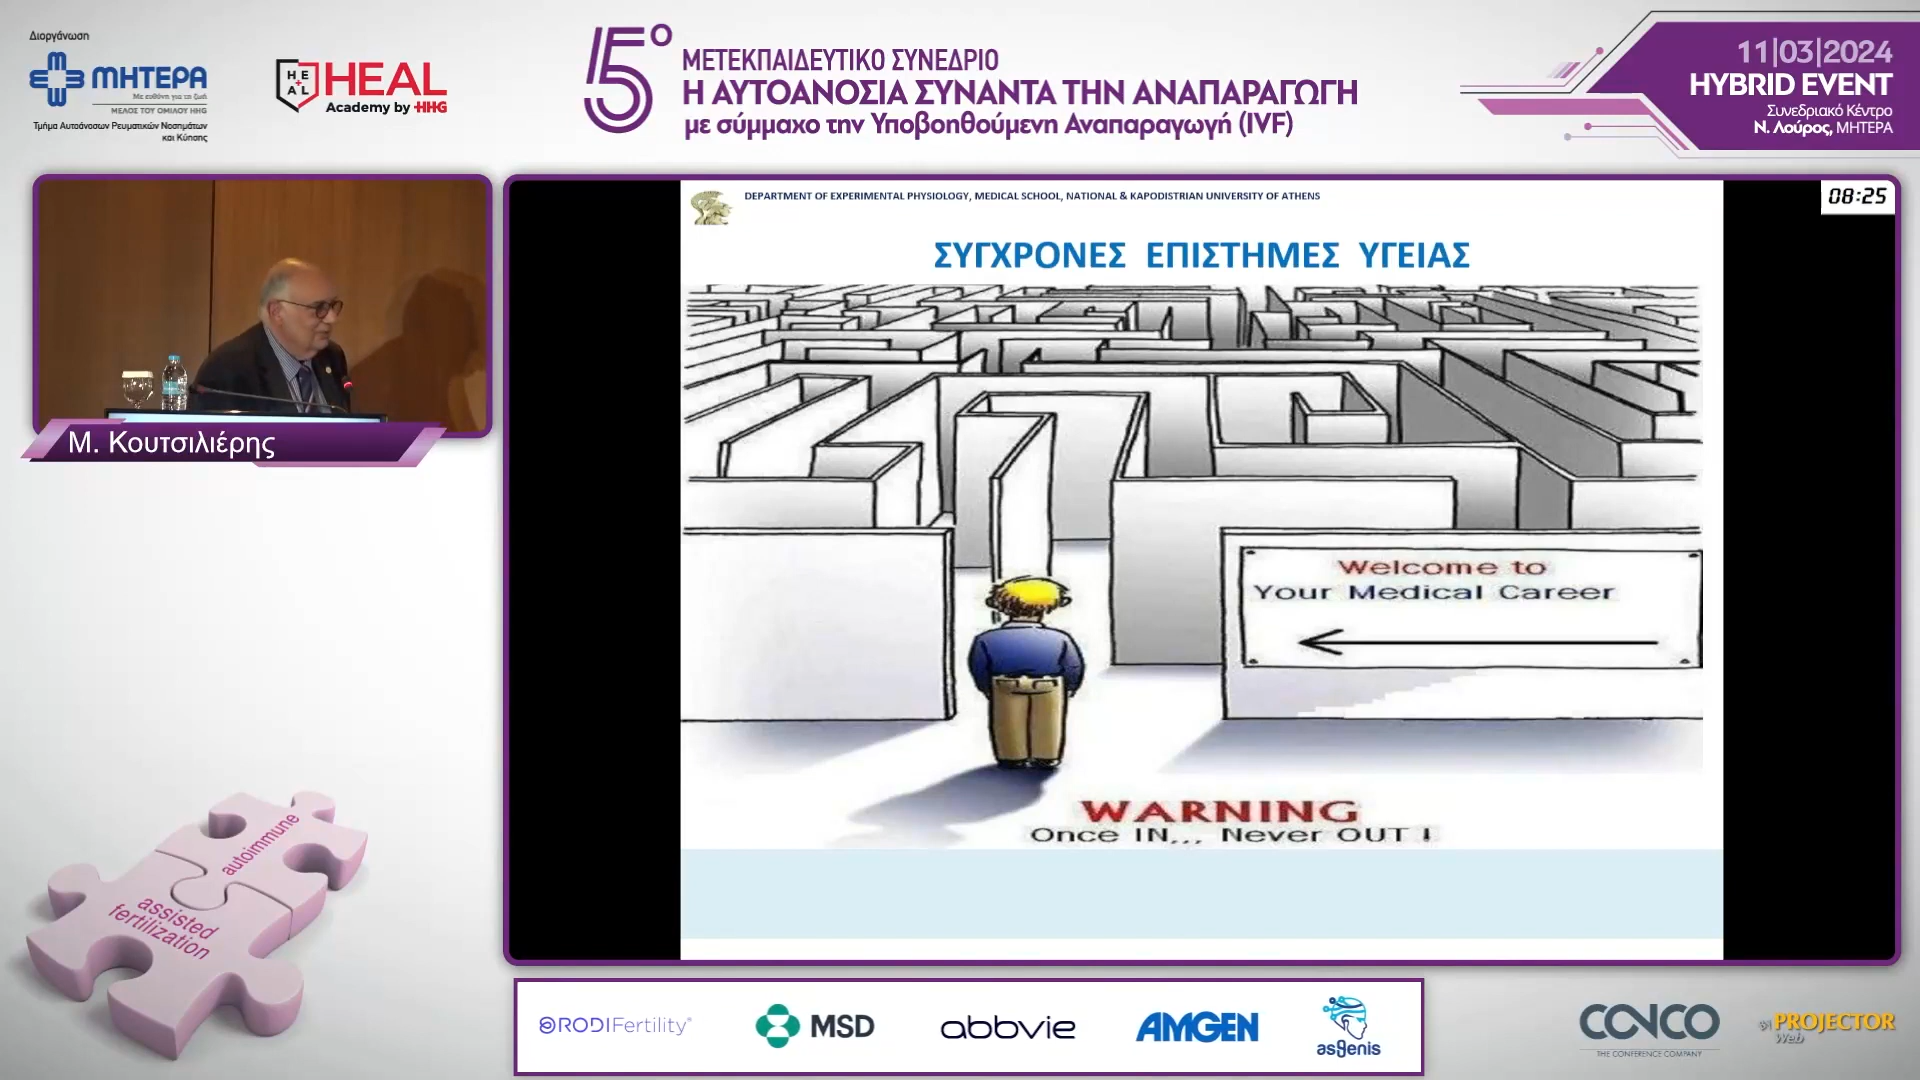 Διοργάνωση
ΜΗΤΕΡΑ
Με ευθύνη για τη ζωή
ΜΕΛΟΣ ΤΟΥ ΟΜΙΛΟΥ HHG
Τμήμα Αυτοάνοσων Ρευματικών Νοσημάτων
και Κύησης
HE
AL
HEAL
Academy by HHG
5ο
ΜΕΤΕΚΠΑΙΔΕΥΤΙΚΟ ΣΥΝΕΔΡΙΟ
Η ΑΥΤΟΑΝΟΣΙΑ ΣΥΝΑΝΤΑ ΤΗΝ ΑΝΑΠΑΡΑΓΩΓΗ
με σύμμαχο την Υποβοηθούμενη Αναπαραγωγή (IVF)
11|03|2024
HYBRID EVENT
Συνεδριακό Κέντρο
Ν. Λούρος, ΜΗΤΕΡΑ
Μ. Κουτσιλιέρης
DEPARTMENT OF EXPERIMENTAL PHYSIOLOGY, MEDICAL SCHOOL, NATIONAL & KAPODISTRIAN UNIVERSITY OF ATHENS
08:25
ΣΥΓΧΡΟΝΕΣ ΕΠΙΣΤΗΜΕΣ ΥΓΕΙΑΣ
Welcome to
Your Medical Career
WARNING
Once IN,,, Never OUT !
autoimmune
assisted
fertilization
RODIFertility
MSD
abbvie
AMGEN
asgenis
CONCO
THE CONFERENCE COMPANY
PROJECTOR
Web